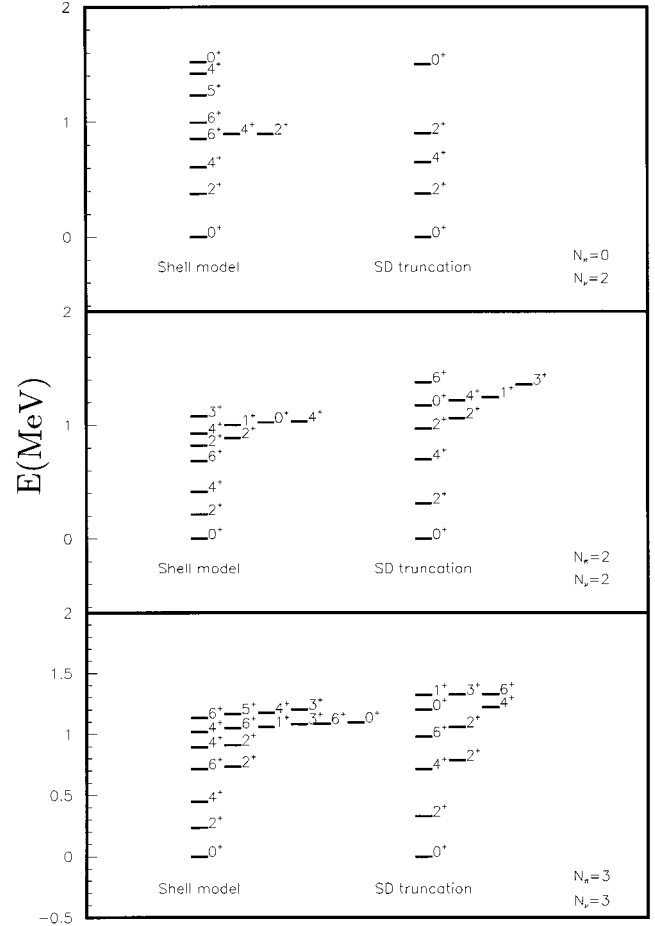 E(MeV)
2
1
0
0⁺
4⁺
5⁺
6⁺
6⁺ 4⁺ 2⁺
4⁺
2⁺
0⁺
Shell model
0⁺
2⁺
4⁺
2⁺
0⁺
SD truncation
N_π=0
N_ν=2
2
1
0
3⁺
4⁺ 1⁺ 0⁺ 4⁺
2⁺ 2⁺
6⁺
4⁺
2⁺
0⁺
Shell model
6⁺
0⁺ 4⁺ 1⁺ 3⁺
2⁺ 2⁺
4⁺
2⁺
0⁺
SD truncation
N_π=2
N_ν=2
2
1.5
1
0.5
0
−0.5
6⁺ 5⁺ 4⁺ 3⁺
4⁺ 6⁺ 1⁺ 3⁺ 6⁺ 0⁺
4⁺ 2⁺
6⁺ 2⁺
4⁺
2⁺
0⁺
Shell model
1⁺ 3⁺ 6⁺
0⁺ 4⁺
6⁺ 2⁺
4⁺ 2⁺
2⁺
0⁺
SD truncation
N_π=3
N_ν=3